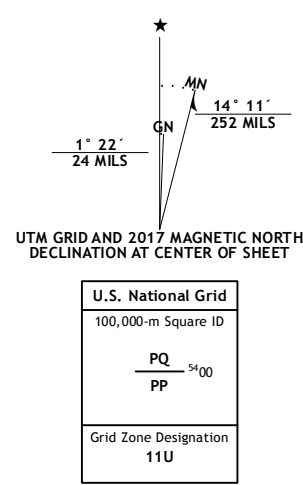 ★
MN
GN
14° 11´
252 MILS
1° 22´
24 MILS
UTM GRID AND 2017 MAGNETIC NORTH
DECLINATION AT CENTER OF SHEET
U.S. National Grid
100,000-m Square ID
PQ
5400
PP
Grid Zone Designation
11U